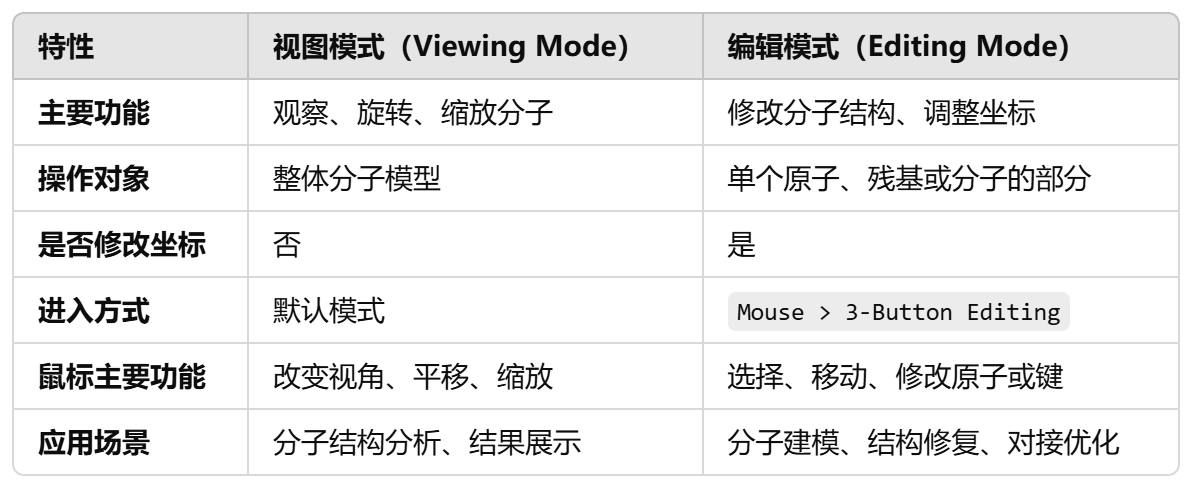 特性 视图模式（Viewing Mode） 编辑模式（Editing Mode）
主要功能 观察、旋转、缩放分子 修改分子结构、调整坐标
操作对象 整体分子模型 单个原子、残基或分子的部分
是否修改坐标 否 是
进入方式 默认模式 Mouse > 3-Button Editing
鼠标主要功能 改变视角、平移、缩放 选择、移动、修改原子或键
应用场景 分子结构分析、结果展示 分子建模、结构修复、对接优化